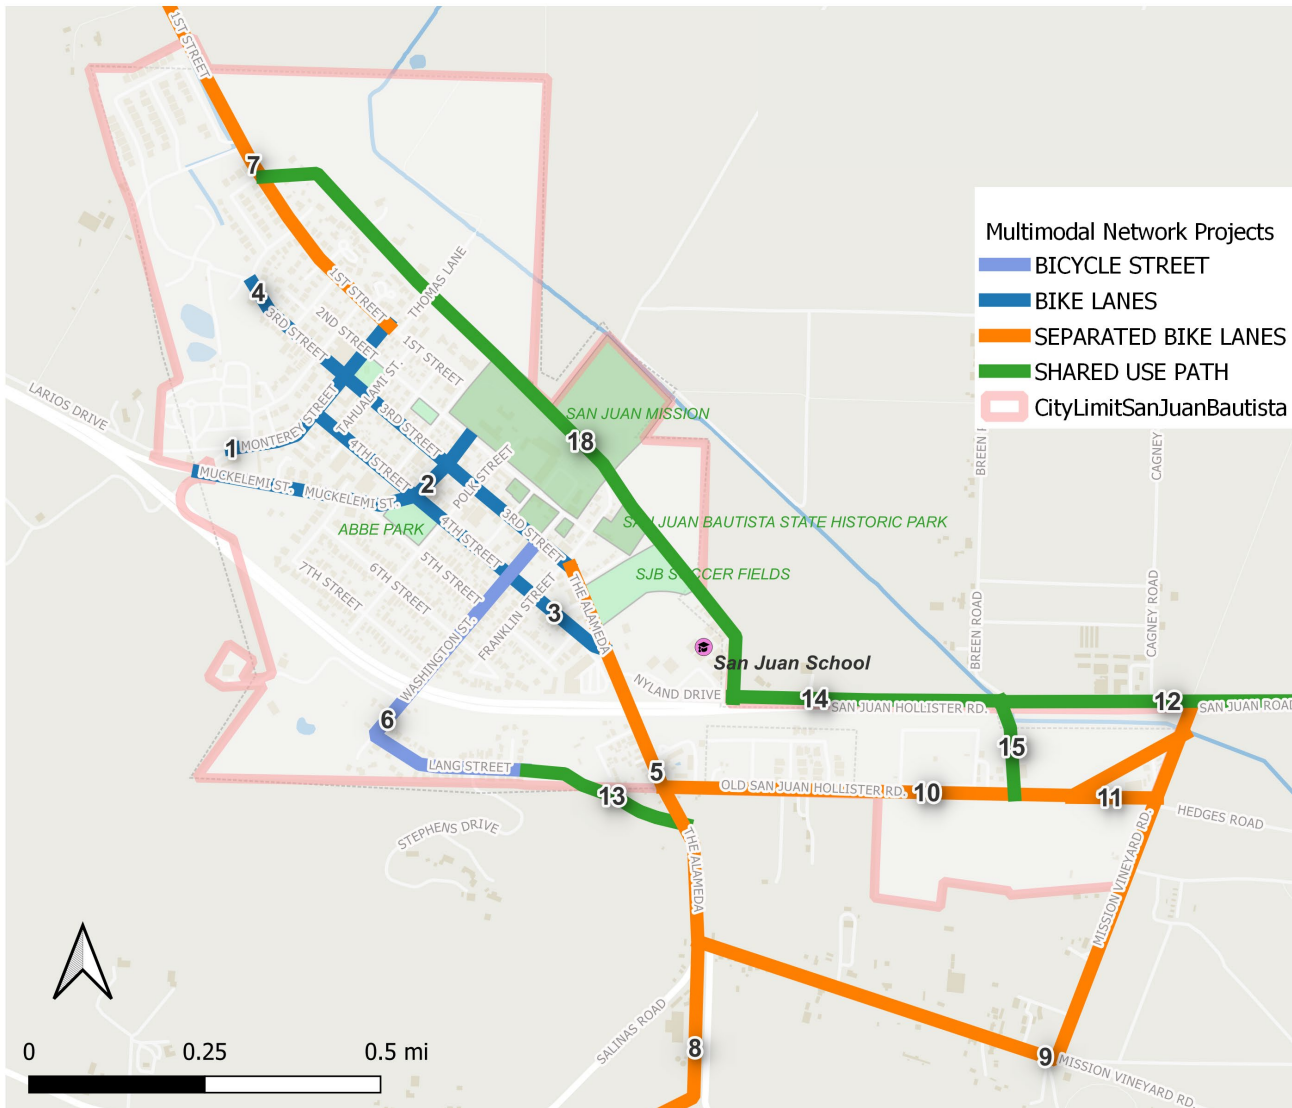 1ST STREET
7
Multimodal Network Projects
BICYCLE STREET
BIKE LANES
SEPARATED BIKE LANES
SHARED USE PATH
CityLimitSanJuanBautista
THOMAS LANE
1ST STREET
4
2ND STREET
3RD STREET
1ST STREET
TAHUALAMI ST.
LARIOS DRIVE
3RD STREET
SAN JUAN MISSION
1
MONTEREY STREET
18
BREEN
CAGNEY
4TH STREET
MUCKELEMI ST.
MUCKELEMI ST.
2
POLK STREET
3RD STREET
SAN JUAN BAUTISTA STATE HISTORIC PARK
ABBE PARK
4TH STREET
5TH STREET
6TH STREET
7TH STREET
SJB SOCCER FIELDS
FRANKLIN STREET
3
THE ALAMEDA
BREEN ROAD
CAGNEY ROAD
WASHINGTON ST.
San Juan School
NYLAND DRIVE
14
SAN JUAN HOLLISTER RD.
12
SAN JUAN ROAD
6
15
LANG STREET
5
13
OLD SAN JUAN HOLLISTER RD.
10
11
HEDGES ROAD
STEPHENS DRIVE
THE ALAMEDA
MISSION VINEYARD RD.
SALINAS ROAD
8
9
MISSION VINEYARD RD.
0 0.25 0.5 mi